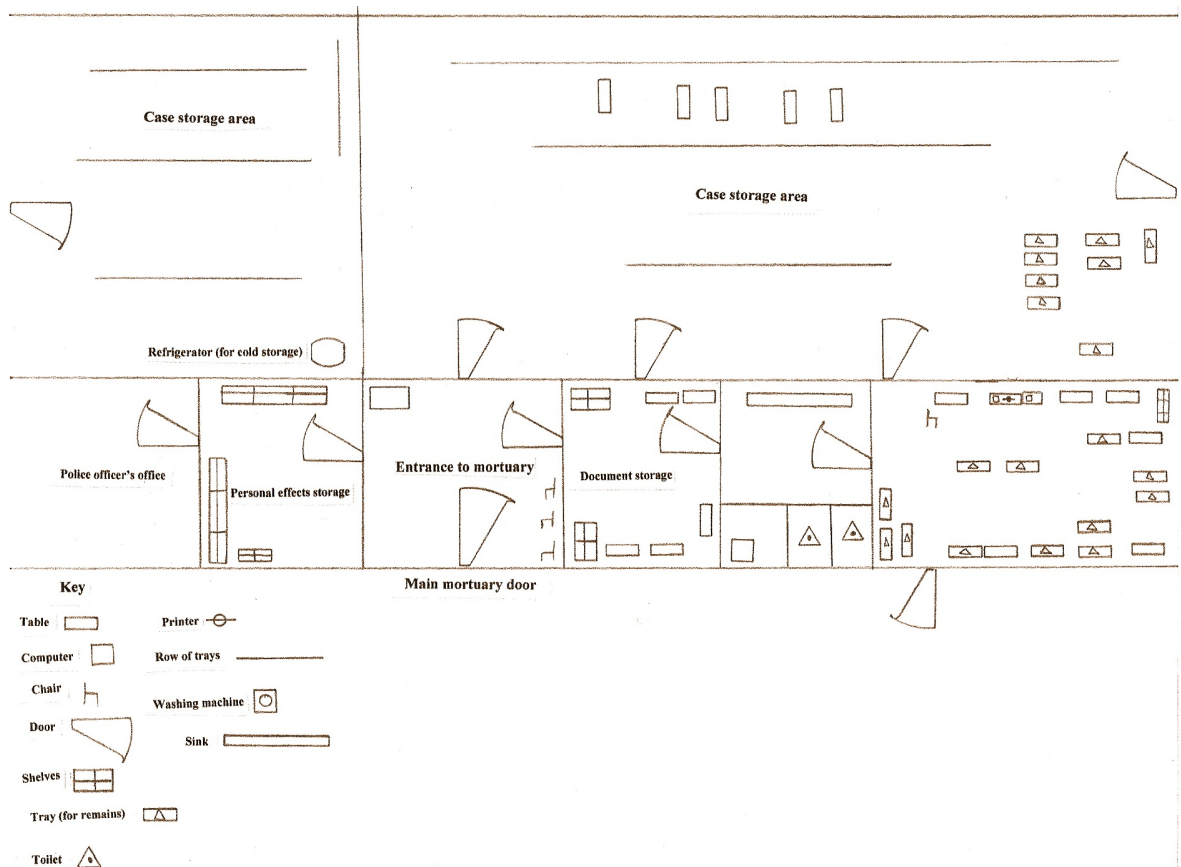 Case storage area
Case storage area
Refrigerator (for cold storage)
Police officer's office
Personal effects storage
Entrance to mortuary
Document storage
Main mortuary door
Key
Table
Printer
Computer
Row of trays
Chair
Washing machine
Door
Sink
Shelves
Tray (for remains)
Toilet